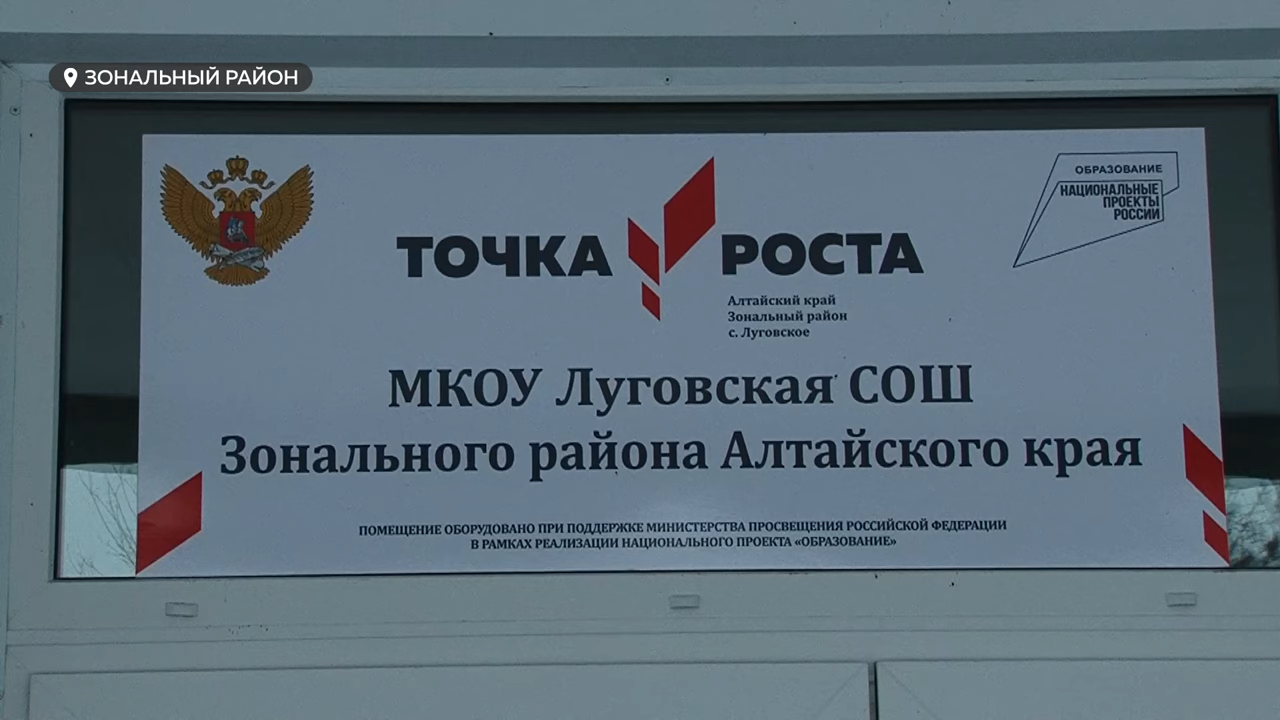 ЗОНАЛЬНЫЙ РАЙОН
ОБРАЗОВАНИЕ
НАЦИОНАЛЬНЫЕ
ПРОЕКТЫ
РОССИИ
ТОЧКА РОСТА
Алтайский край
Зональный район
с. Луговское
МКОУ Луговская СОШ
Зонального района Алтайского края
ПОМЕЩЕНИЕ ОБОРУДОВАНО ПРИ ПОДДЕРЖКЕ МИНИСТЕРСТВА ПРОСВЕЩЕНИЯ РОССИЙСКОЙ ФЕДЕРАЦИИ
В РАМКАХ РЕАЛИЗАЦИИ НАЦИОНАЛЬНОГО ПРОЕКТА «ОБРАЗОВАНИЕ»